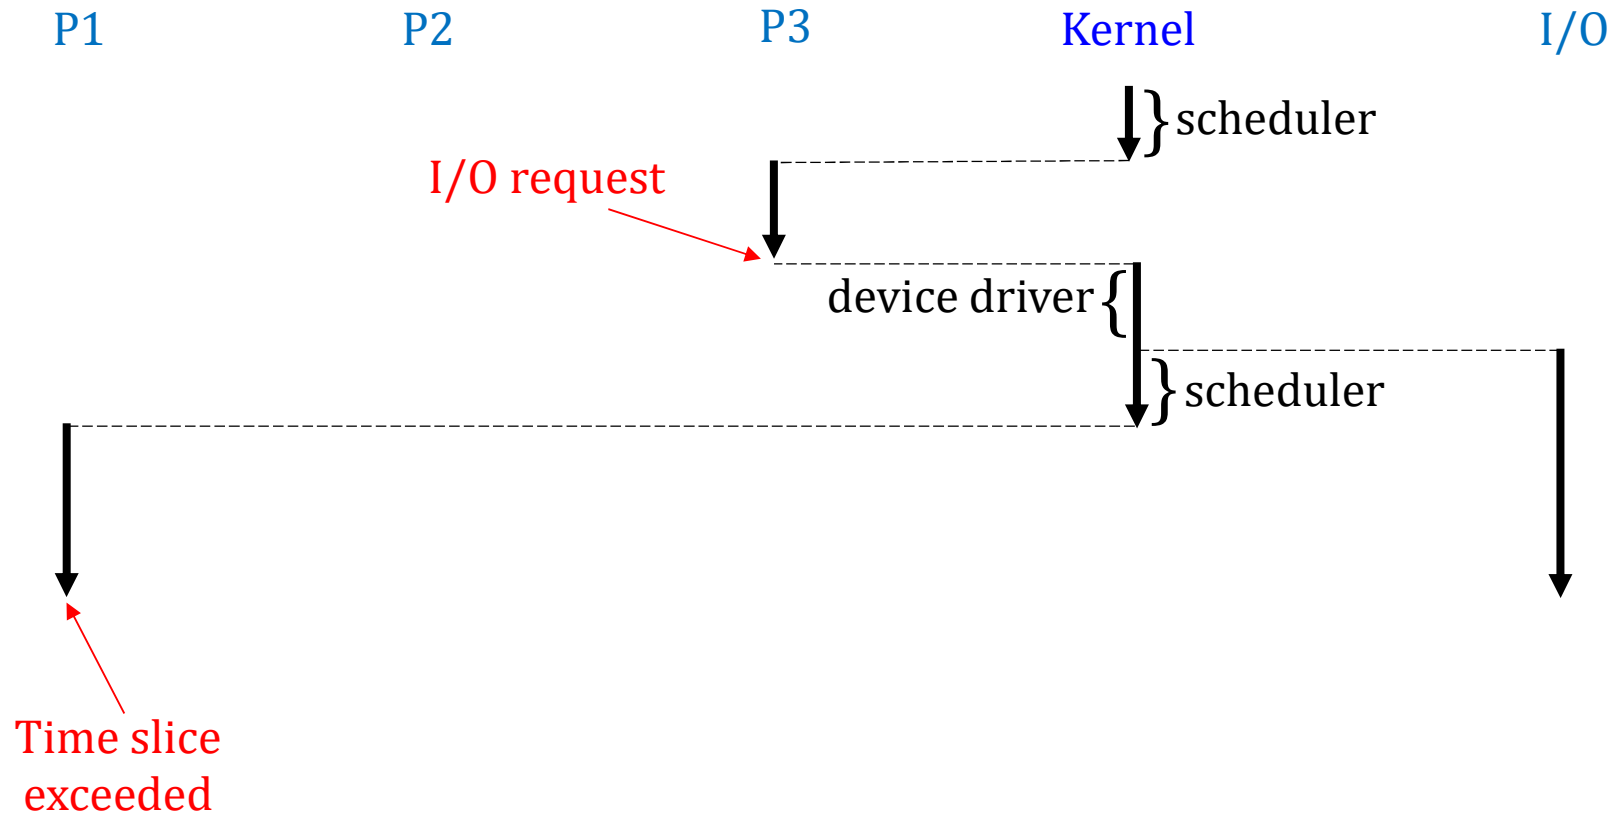 P1 P2 P3 Kernel I/O
} scheduler
I/O request
device driver {
} scheduler
Time slice
exceeded